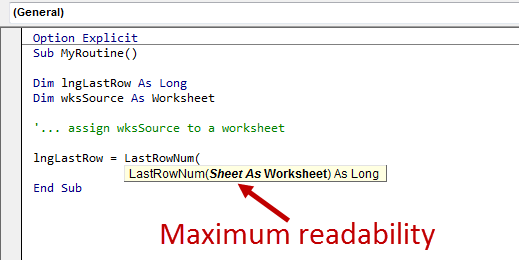 (General)
Option Explicit
Sub MyRoutine()
Dim lngLastRow As Long
Dim wksSource As Worksheet
'... assign wksSource to a worksheet
lngLastRow = LastRowNum(
LastRowNum(Sheet As Worksheet) As Long
End Sub
Maximum readability